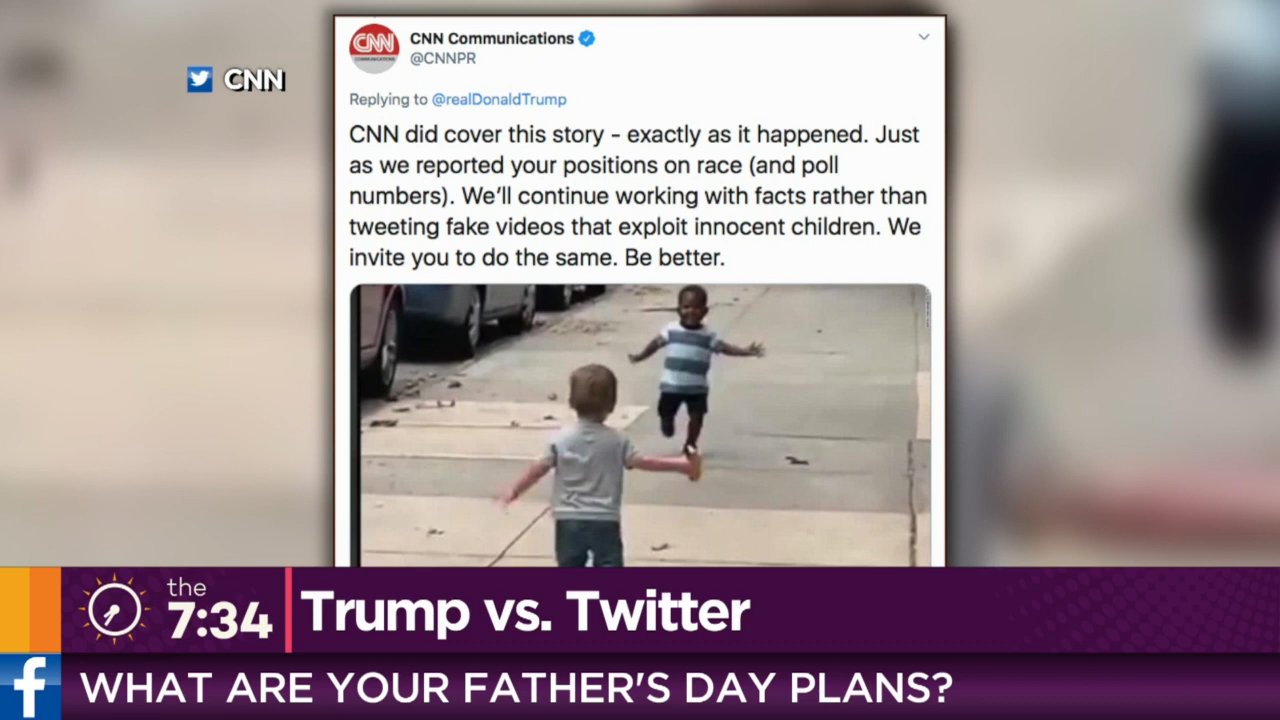 CNN
CNN
COMMUNICATIONS
CNN Communications
@CNNPR
Replying to @realDonaldTrump
CNN did cover this story - exactly as it happened. Just
as we reported your positions on race (and poll
numbers). We'll continue working with facts rather than
tweeting fake videos that exploit innocent children. We
invite you to do the same. Be better.
the
7:34
Trump vs. Twitter
f
WHAT ARE YOUR FATHER'S DAY PLANS?